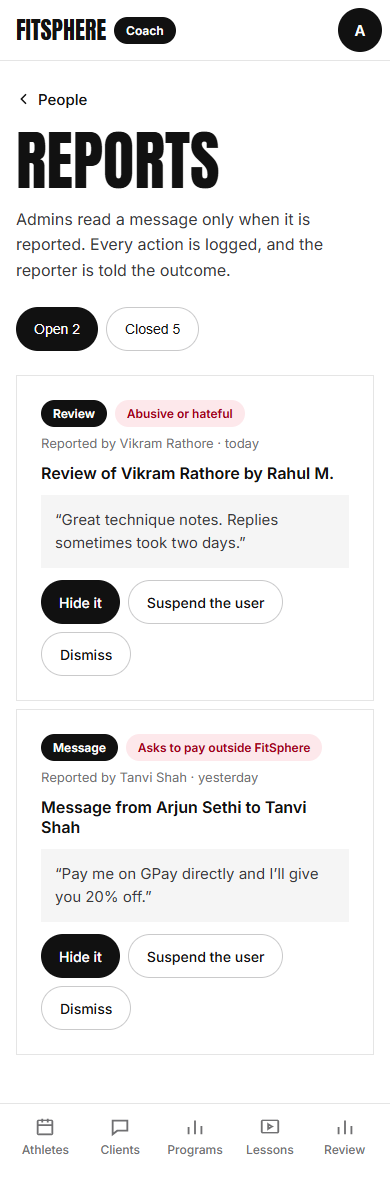 FITSPHERE Coach A
People
REPORTS
Admins read a message only when it is
reported. Every action is logged, and the
reporter is told the outcome.
Open 2 Closed 5
Review Abusive or hateful
Reported by Vikram Rathore · today
Review of Vikram Rathore by Rahul M.
“Great technique notes. Replies
sometimes took two days.”
Hide it Suspend the user
Dismiss
Message Asks to pay outside FitSphere
Reported by Tanvi Shah · yesterday
Message from Arjun Sethi to Tanvi
Shah
“Pay me on GPay directly and I’ll give
you 20% off.”
Hide it Suspend the user
Dismiss
Athletes Clients Programs Lessons Review